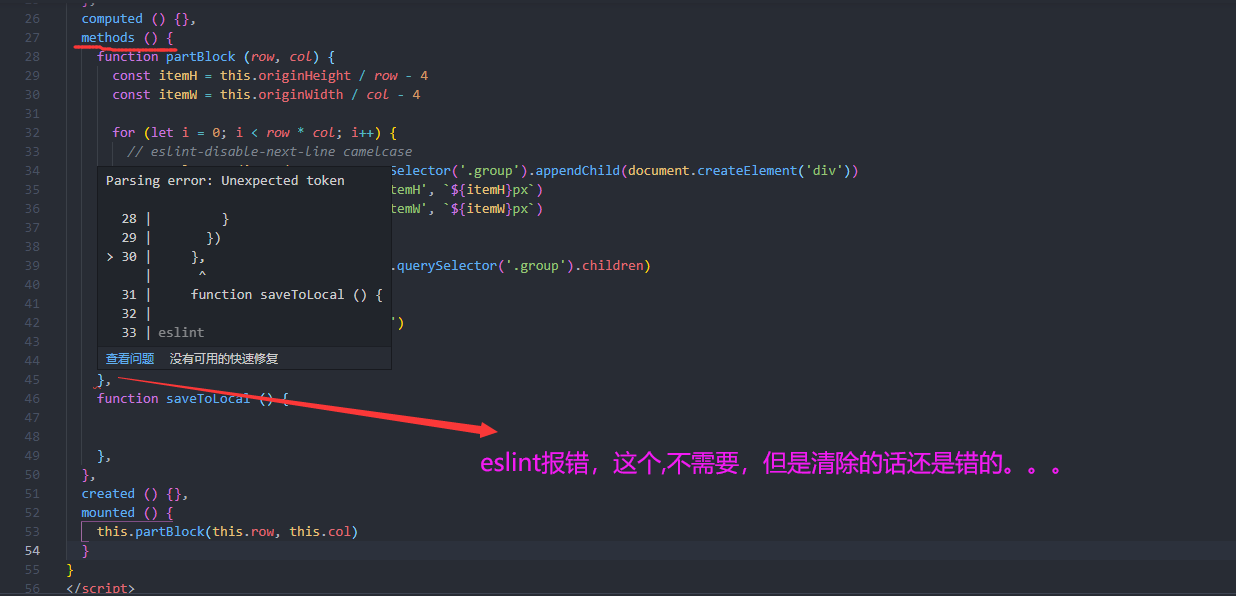 26 computed () {},
27 methods () {
28 function partBlock (row, col) {
29 const itemH = this.originHeight / row - 4
30 const itemW = this.originWidth / col - 4
31
32 for (let i = 0; i < row * col; i++) {
33 // eslint-disable-next-line camelcase
34 Selector('.group').appendChild(document.createElement('div'))
Parsing error: Unexpected token
35 temH', `${itemH}px`)
36 temW', `${itemW}px`)
28 | }
37
29 | })
38
> 30 | },
39 .querySelector('.group').children)
| ^
40
31 | function saveToLocal () {
41
32 |
42 ')
33 | eslint
43
查看问题 没有可用的快速修复
44
45 },
46 function saveToLocal () {
47
48
49 },
eslint报错，这个,不需要，但是清除的话还是错的。。。
50 },
51 created () {},
52 mounted () {
53 this.partBlock(this.row, this.col)
54 }
55 }
56 </script>